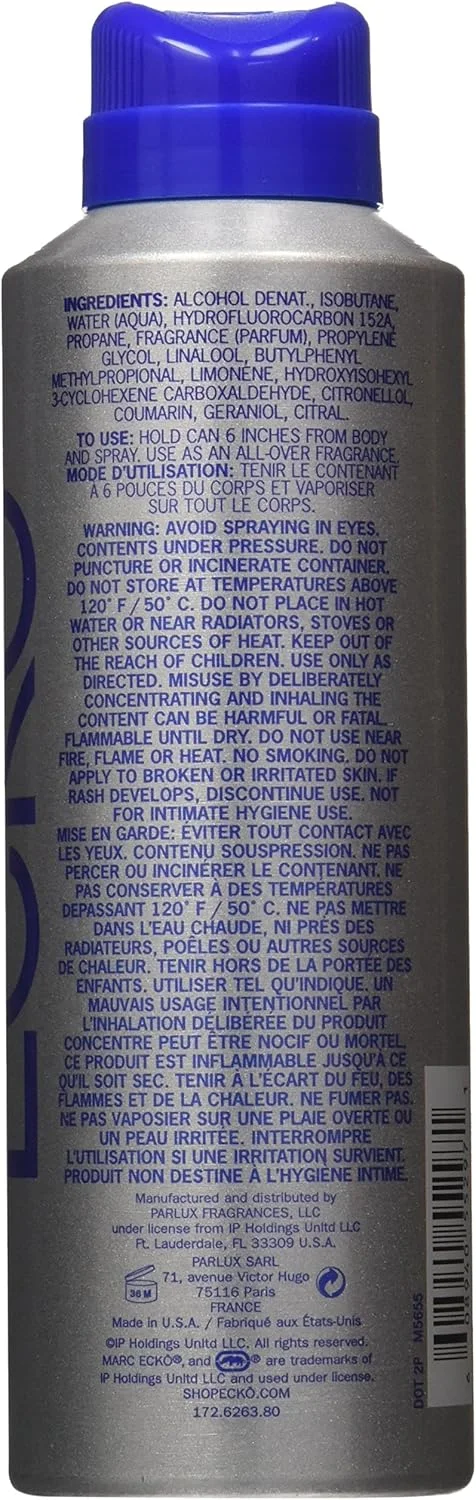 INGREDIENTS: ALCOHOL DENAT., ISOBUTANE,
WATER (AQUA), HYDROFLUOROCARBON 152A,
PROPANE, FRAGRANCE (PARFUM), PROPYLENE
GLYCOL, LINALOOL, BUTYLPHENYL
METHYLPROPIONAL, LIMONENE, HYDROXYISOHEXYL
3-CYCLOHEXENE CARBOXALDEHYDE, CITRONELLOL,
COUMARIN, GERANIOL, CITRAL.
TO USE: HOLD CAN 6 INCHES FROM BODY
AND SPRAY. USE AS AN ALL-OVER FRAGRANCE.
MODE D'UTILISATION: TENIR LE CONTENANT
À 6 POUCES DU CORPS ET VAPORISER
SUR TOUT LE CORPS.
WARNING: AVOID SPRAYING IN EYES.
CONTENTS UNDER PRESSURE. DO NOT
PUNCTURE OR INCINERATE CONTAINER.
DO NOT STORE AT TEMPERATURES ABOVE
120° F / 50° C. DO NOT PLACE IN HOT
WATER OR NEAR RADIATORS, STOVES OR
OTHER SOURCES OF HEAT. KEEP OUT OF
THE REACH OF CHILDREN. USE ONLY AS
DIRECTED. MISUSE BY DELIBERATELY
CONCENTRATING AND INHALING THE
CONTENT CAN BE HARMFUL OR FATAL.
FLAMMABLE UNTIL DRY. DO NOT USE NEAR
FIRE, FLAME OR HEAT. NO SMOKING. DO NOT
APPLY TO BROKEN OR IRRITATED SKIN. IF
RASH DEVELOPS, DISCONTINUE USE. NOT
FOR INTIMATE HYGIENE USE.
MISE EN GARDE: ÉVITER TOUT CONTACT AVEC
LES YEUX. CONTENU SOUSPRESSION. NE PAS
PERCER OU INCINÉRER LE CONTENANT. NE
PAS CONSERVER À DES TEMPÉRATURES
DEPASSANT 120° F / 50° C. NE PAS METTRE
DANS L'EAU CHAUDE, NI PRÈS DES
RADIATEURS, POÊLES OU AUTRES SOURCES
DE CHALEUR. TENIR HORS DE LA PORTÉE DES
ENFANTS. UTILISER TEL QU'INDIQUE. UN
MAUVAIS USAGE INTENTIONNEL PAR
L'INHALATION DÉLIBÉRÉE DU PRODUIT
CONCENTRE PEUT ÊTRE NOCIF OU MORTEL.
CE PRODUIT EST INFLAMMABLE JUSQU'À CE
QU'IL SOIT SEC. TENIR À L'ÉCART DU FEU, DES
FLAMMES ET DE LA CHALEUR. NE FUMER PAS.
NE PAS VAPOSIER SUR UNE PLAIE OVERTE OU
UN PEAU IRRITÉE. INTERROMPRE
L'UTILISATION SI UNE IRRITATION SURVIENT.
PRODUIT NON DESTINE À L'HYGIÈNE INTIME.
Manufactured and distributed by
PARLUX FRAGRANCES, LLC
under license from IP Holdings Unltd LLC
Ft. Lauderdale, FL 33309 U.S.A.
PARLUX SARL
36 M
71, avenue Victor Hugo
75116 Paris
FRANCE
Made in U.S.A. / Fabriqué aux États-Unis
©IP Holdings Unltd LLC. All rights reserved.
MARC ECKŌ®, and ® are trademarks of
IP Holdings Unltd LLC and used under license.
SHOPECKŌ.COM
172.6263.80
DOT 2P M5655